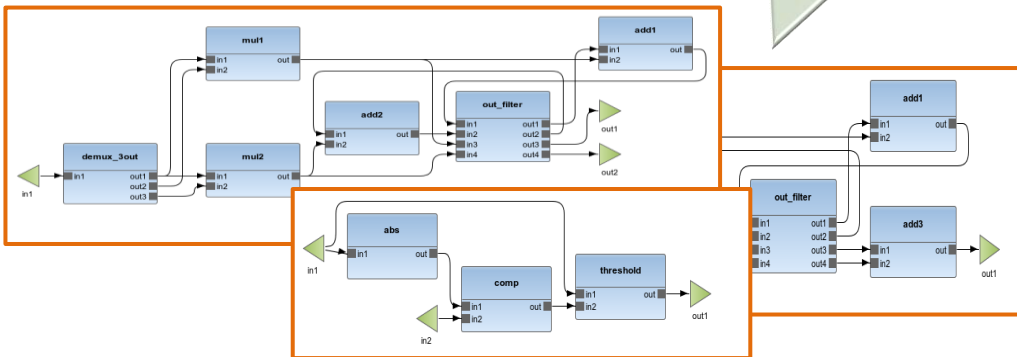 mul1
in1 out
in2
add1
in1 out
in2
add2
in1 out
in2
out_filter
in1 out1
in2 out2
in3 out3
in4 out4
out1
out2
demux_3out
in1 out1
out2
out3
in1
mul2
in1 out
in2
abs
in1 out
in1
comp
in1 out
in2
in2
threshold
in1 out
in2
out1
add1
in1 out
in2
out_filter
in1 out1
in2 out2
in3 out3
in4 out4
add3
in1 out
in2
out1